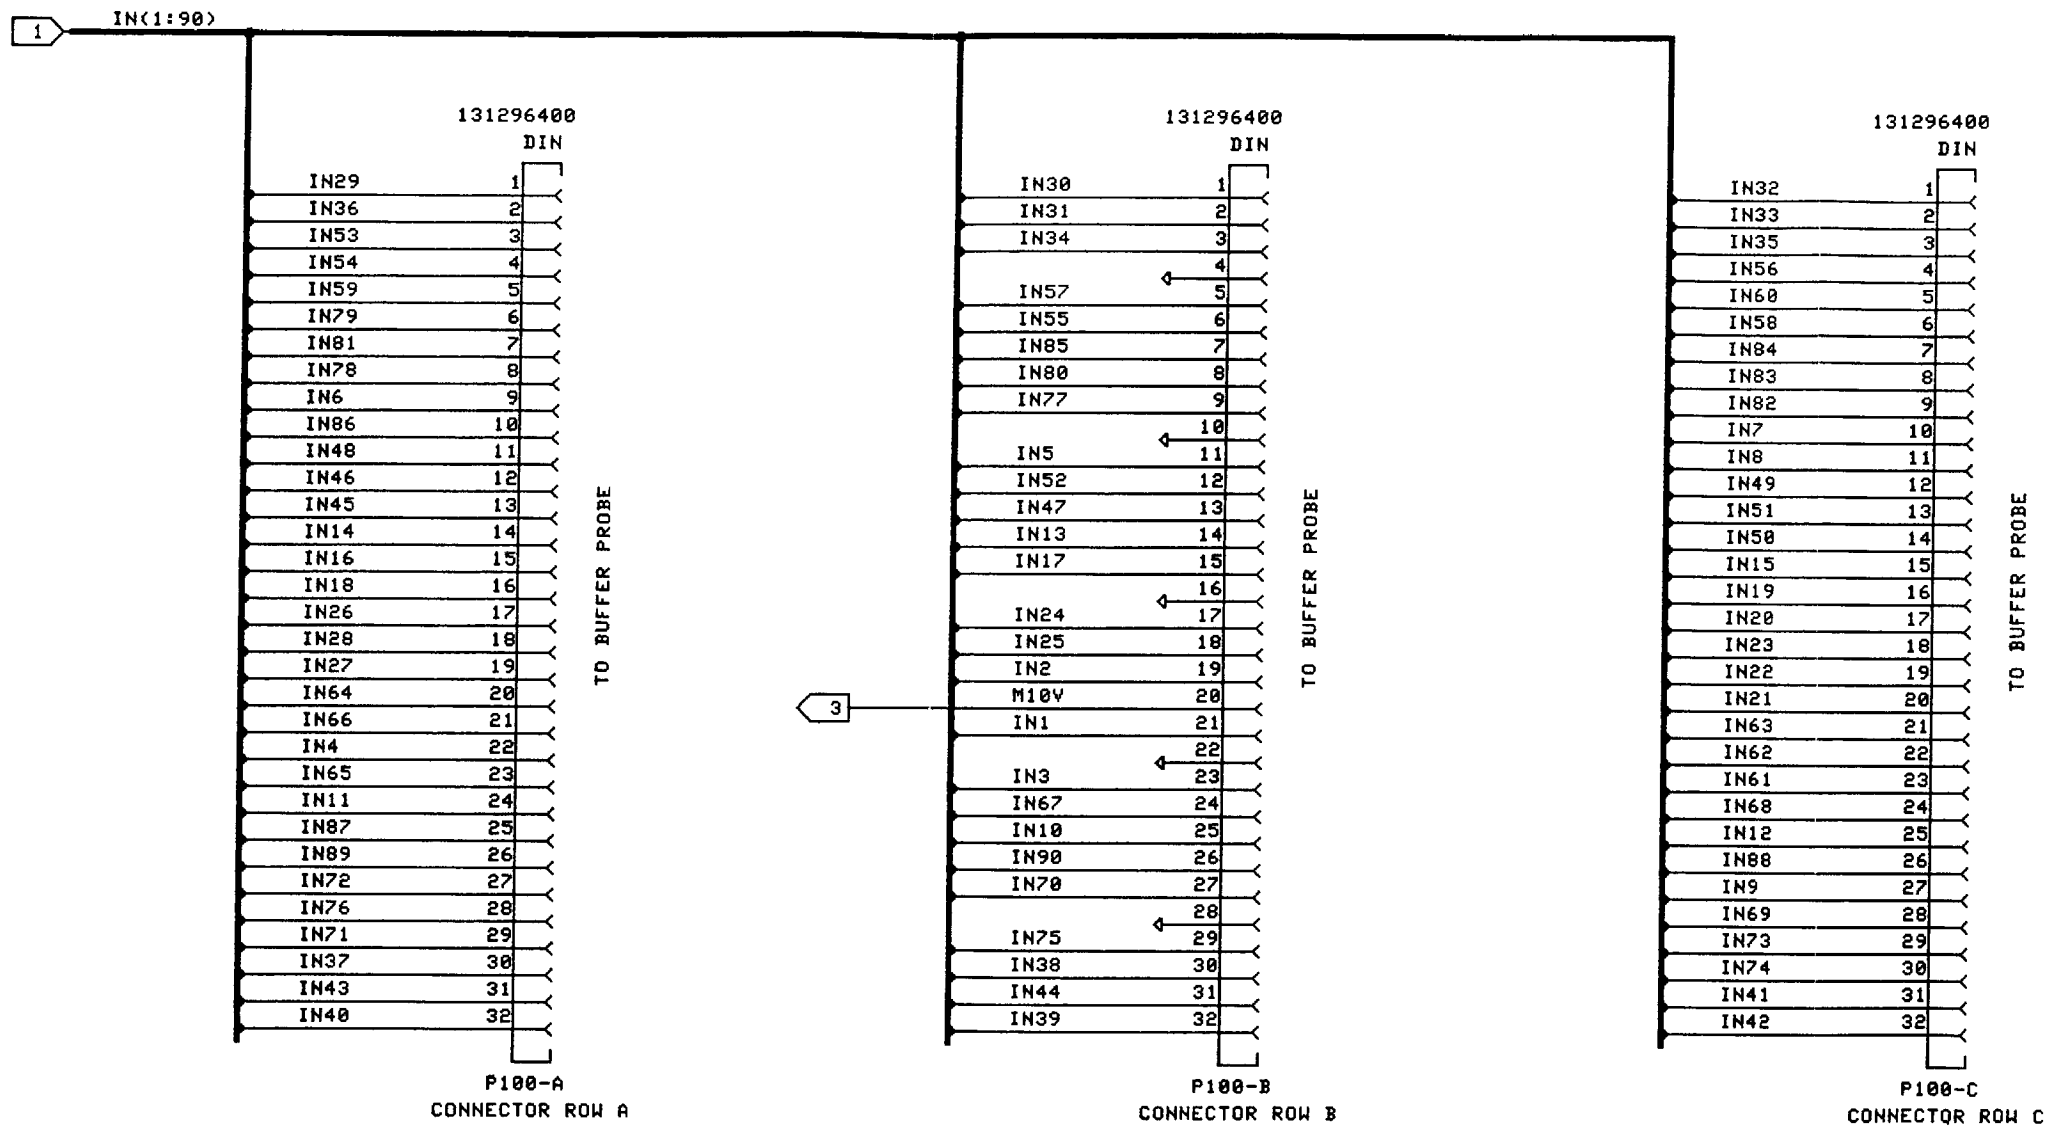 IN(1:90)
1
131296400
DIN
IN29 1
IN36 2
IN53 3
IN54 4
IN59 5
IN79 6
IN81 7
IN78 8
IN6 9
IN86 10
IN48 11
IN46 12
IN45 13
IN14 14
IN16 15
IN18 16
IN26 17
IN28 18
IN27 19
IN64 20
IN66 21
IN4 22
IN65 23
IN11 24
IN87 25
IN89 26
IN72 27
IN76 28
IN71 29
IN37 30
IN43 31
IN40 32
TO BUFFER PROBE
P100-A
CONNECTOR ROW A
131296400
DIN
IN30 1
IN31 2
IN34 3
4
IN57 5
IN55 6
IN85 7
IN80 8
IN77 9
10
IN5 11
IN52 12
IN47 13
IN13 14
IN17 15
16
IN24 17
IN25 18
IN2 19
3 M10V 20
IN1 21
22
IN3 23
IN67 24
IN10 25
IN90 26
IN70 27
28
IN75 29
IN38 30
IN44 31
IN39 32
TO BUFFER PROBE
P100-B
CONNECTOR ROW B
131296400
DIN
IN32 1
IN33 2
IN35 3
IN56 4
IN60 5
IN58 6
IN84 7
IN83 8
IN82 9
IN7 10
IN8 11
IN49 12
IN51 13
IN50 14
IN15 15
IN19 16
IN20 17
IN23 18
IN22 19
IN21 20
IN63 21
IN62 22
IN61 23
IN68 24
IN12 25
IN88 26
IN9 27
IN69 28
IN73 29
IN74 30
IN41 31
IN42 32
TO BUFFER PROBE
P100-C
CONNECTOR ROW C